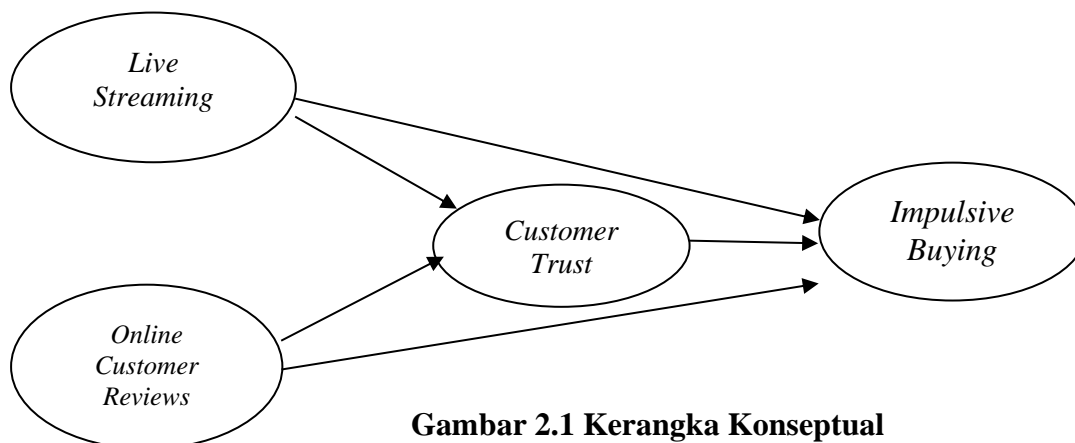 Live
Streaming
Customer
Trust
Impulsive
Buying
Online
Customer
Reviews
Gambar 2.1 Kerangka Konseptual